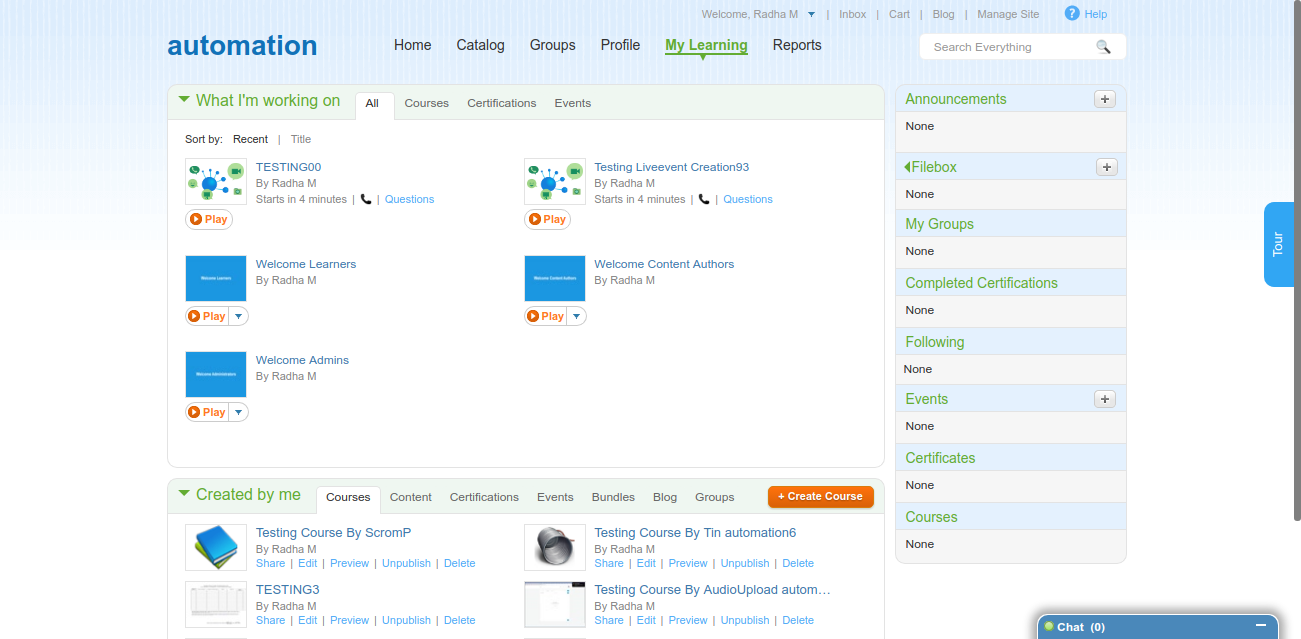 Welcome, Radha M | Inbox | Cart | Blog | Manage Site ? Help
automation
Home Catalog Groups Profile My Learning Reports
Search Everything
What I'm working on All Courses Certifications Events
Sort by: Recent | Title
TESTING00
By Radha M
Starts in 4 minutes | | Questions
Play
Testing Liveevent Creation93
By Radha M
Starts in 4 minutes | | Questions
Play
Welcome Learners
Welcome Learners
By Radha M
Play
Welcome Content Authors
Welcome Content Authors
By Radha M
Play
Welcome Administrators
Welcome Admins
By Radha M
Play
Created by me Courses Content Certifications Events Bundles Blog Groups + Create Course
Testing Course By ScromP
By Radha M
Share | Edit | Preview | Unpublish | Delete
Testing Course By Tin automation6
By Radha M
Share | Edit | Preview | Unpublish | Delete
TESTING3
By Radha M
Share | Edit | Preview | Unpublish | Delete
Testing Course By AudioUpload autom…
By Radha M
Share | Edit | Preview | Unpublish | Delete
Announcements +
None
Filebox +
None
My Groups
None
Completed Certifications
None
Following
None
Events +
None
Certificates
None
Courses
None
Tour
Chat (0)